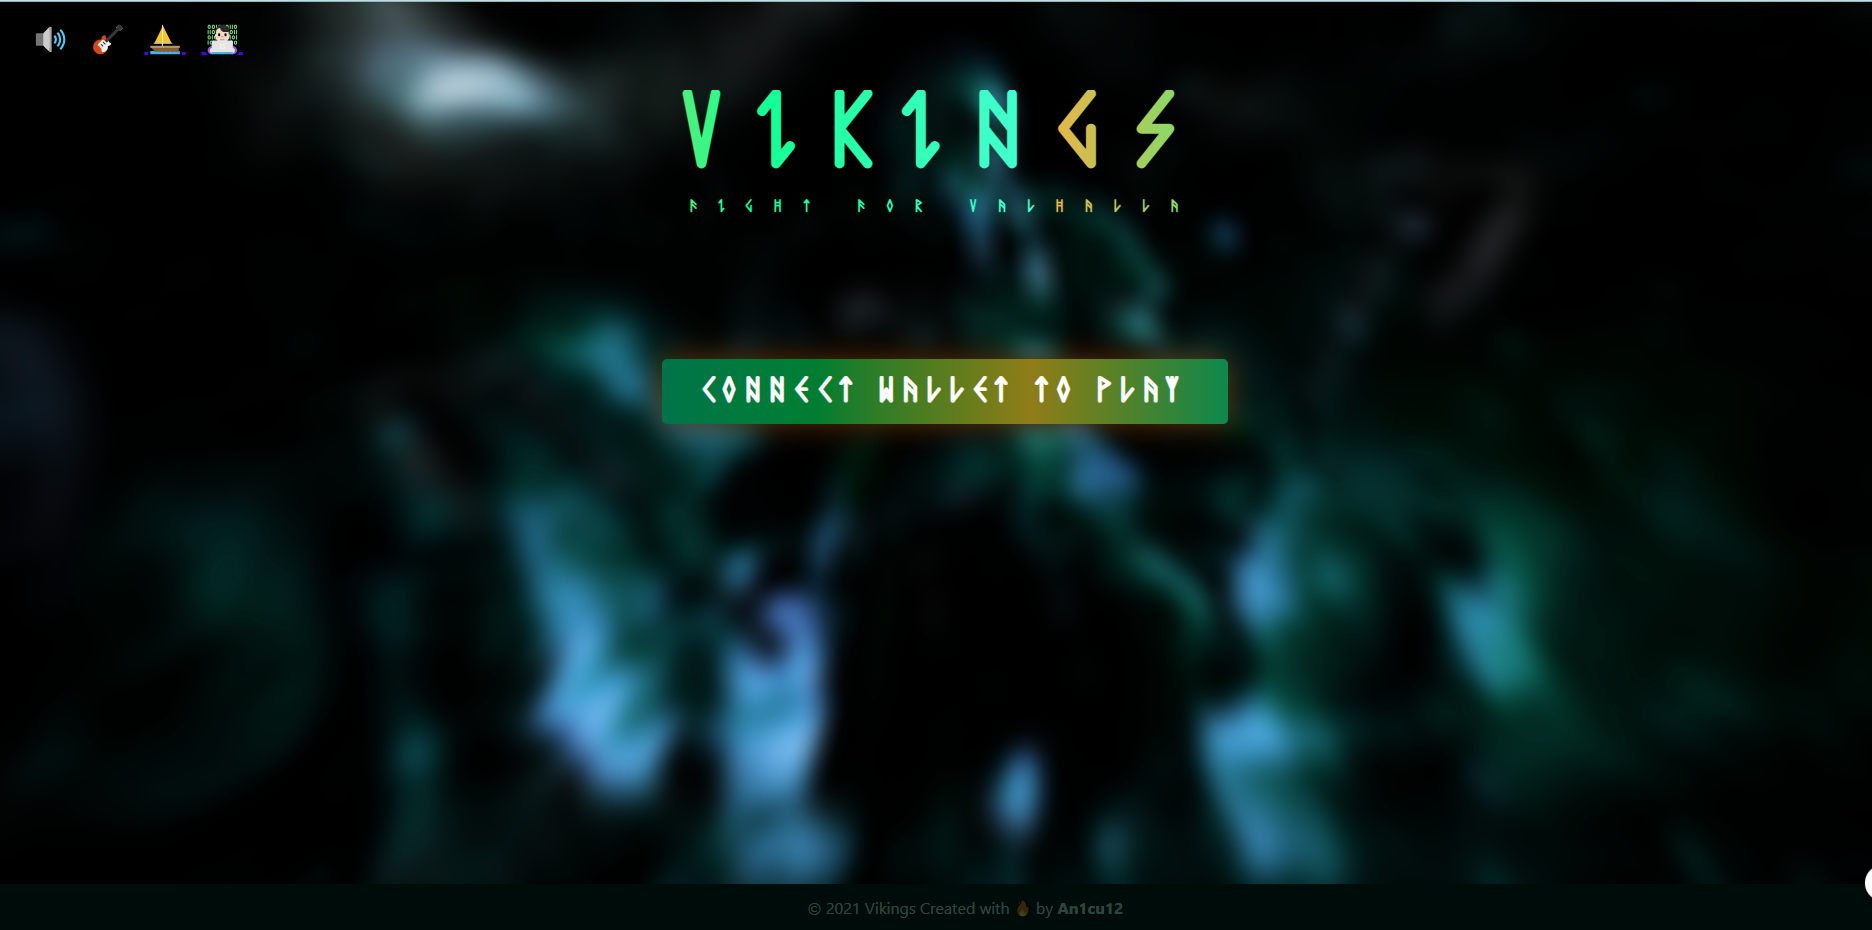 VIKINGS
FIGHT FOR VALHALLA
CONNECT WALLET TO PLAY
© 2021 Vikings Created with 🔥 by An1cu12